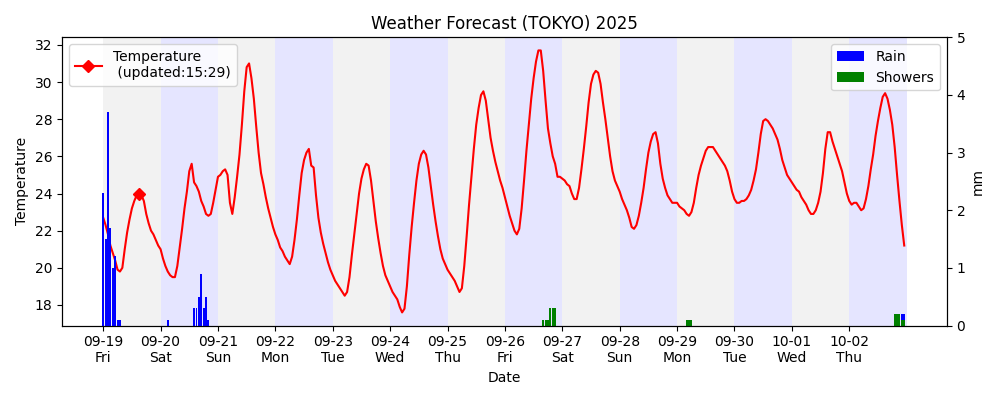 Weather Forecast (TOKYO) 2025
Temperature
(updated:15:29)
Rain
Showers
32
30
28
26
24
22
20
18
Temperature
5
4
3
2
1
0
mm
09-19 09-20 09-21 09-22 09-23 09-24 09-25 09-26 09-27 09-28 09-29 09-30 10-01 10-02
Fri Sat Sun Mon Tue Wed Thu Fri Sat Sun Mon Tue Wed Thu
Date